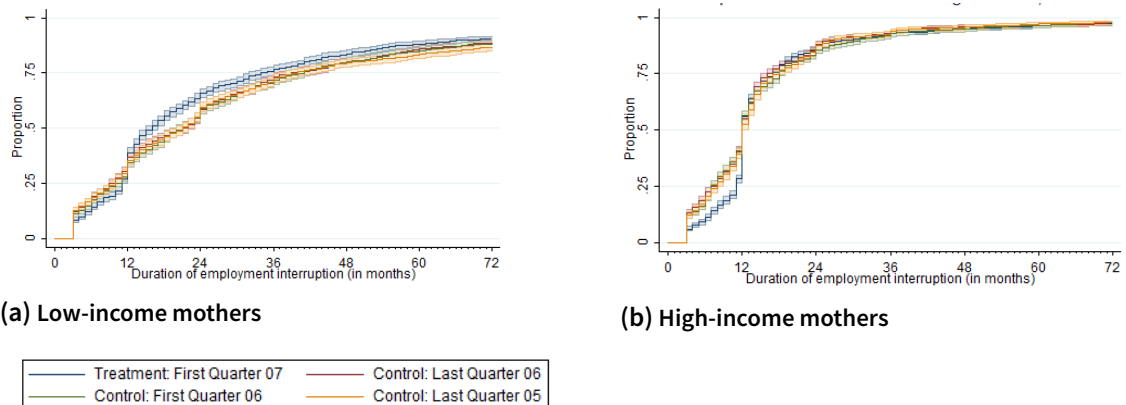 1
.75
.5
.25
0
Proportion
0 12 24 36 48 60 72
Duration of employment interruption (in months)
(a) Low-income mothers
1
.75
.5
.25
0
Proportion
0 12 24 36 48 60 72
Duration of employment interruption (in months)
(b) High-income mothers
Treatment: First Quarter 07 Control: Last Quarter 06
Control: First Quarter 06 Control: Last Quarter 05